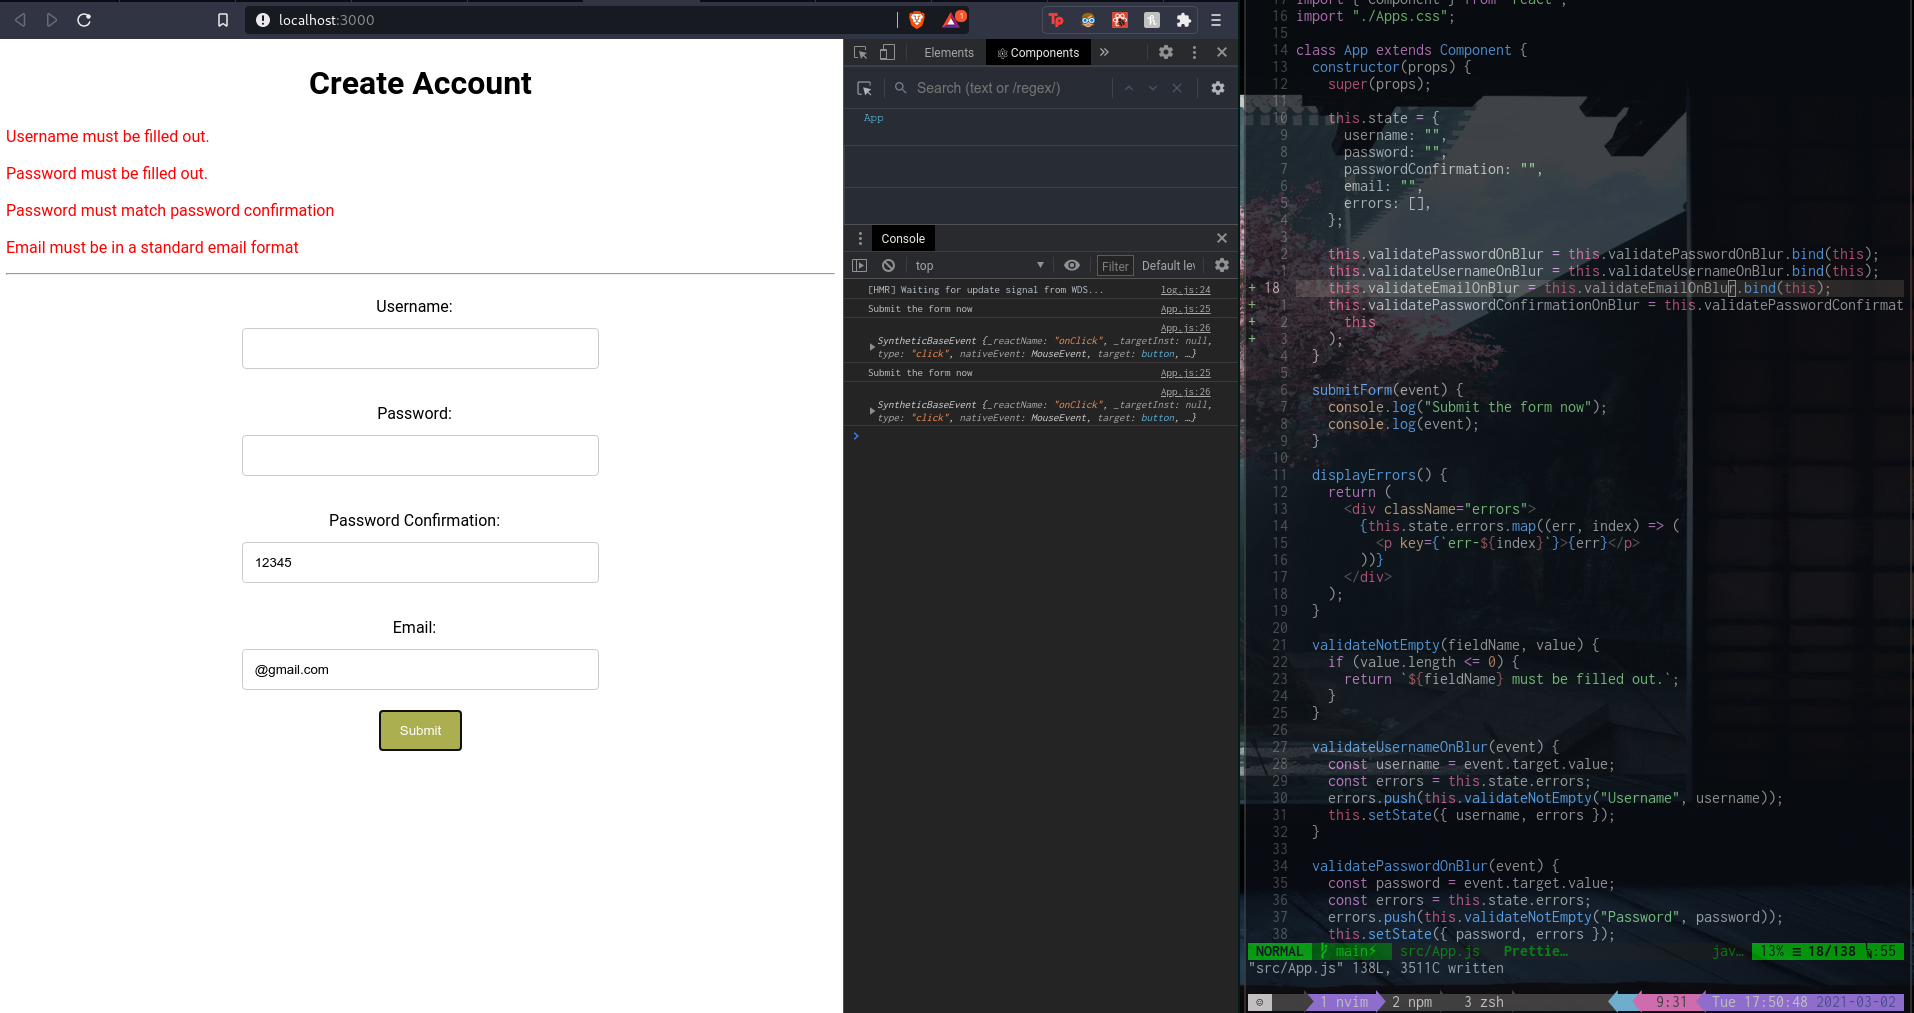 localhost:3000
1
Create Account
Username must be filled out.
Password must be filled out.
Password must match password confirmation
Email must be in a standard email format
Username:
Password:
Password Confirmation:
12345
Email:
@gmail.com
Submit
Elements
Components
Search (text or /regex/)
App
Console
top
Filter
Default lev
[HMR] Waiting for update signal from WDS... log.js:24
Submit the form now App.js:25
App.js:26
SyntheticBaseEvent {_reactName: "onClick", _targetInst: null,
type: "click", nativeEvent: MouseEvent, target: button, …}
Submit the form now App.js:25
App.js:26
SyntheticBaseEvent {_reactName: "onClick", _targetInst: null,
type: "click", nativeEvent: MouseEvent, target: button, …}
17 import { Component } from "react";
16 import "./Apps.css";
15
14 class App extends Component {
13 constructor(props) {
12 super(props);
11
10 this.state = {
9 username: "",
8 password: "",
7 passwordConfirmation: "",
6 email: "",
5 errors: [],
4 };
3
2 this.validatePasswordOnBlur = this.validatePasswordOnBlur.bind(this);
1 this.validateUsernameOnBlur = this.validateUsernameOnBlur.bind(this);
+ 18 this.validateEmailOnBlur = this.validateEmailOnBlur.bind(this);
+ 1 this.validatePasswordConfirmationOnBlur = this.validatePasswordConfirmat
+ 2 this
+ 3 );
4 }
5
6 submitForm(event) {
7 console.log("Submit the form now");
8 console.log(event);
9 }
10
11 displayErrors() {
12 return (
13 <div className="errors">
14 {this.state.errors.map((err, index) => (
15 <p key={`err-${index}`}>{err}</p>
16 ))}
17 </div>
18 );
19 }
20
21 validateNotEmpty(fieldName, value) {
22 if (value.length <= 0) {
23 return `${fieldName} must be filled out.`;
24 }
25 }
26
27 validateUsernameOnBlur(event) {
28 const username = event.target.value;
29 const errors = this.state.errors;
30 errors.push(this.validateNotEmpty("Username", username));
31 this.setState({ username, errors });
32 }
33
34 validatePasswordOnBlur(event) {
35 const password = event.target.value;
36 const errors = this.state.errors;
37 errors.push(this.validateNotEmpty("Password", password));
38 this.setState({ password, errors });
NORMAL main⚡ src/App.js Prettie… jav… 13% ☰ 18/138 :55
"src/App.js" 138L, 3511C written
1 nvim 2 npm 3 zsh 9:31 Tue 17:50:48 2021-03-02